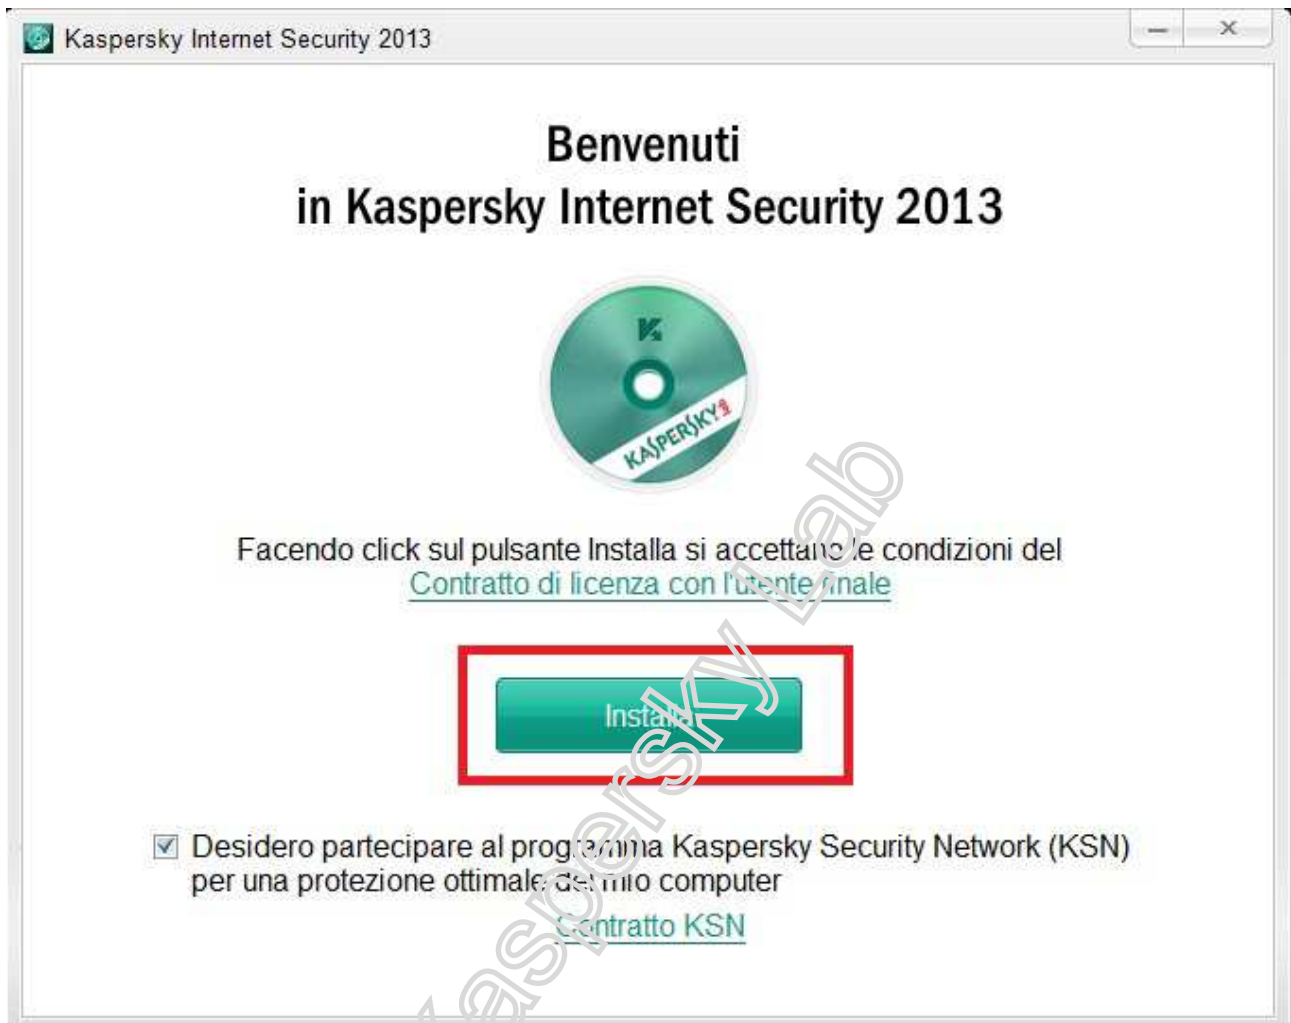 Kaspersky Internet Security 2013
Benvenuti
in Kaspersky Internet Security 2013
KASPERSKY lab
Facendo click sul pulsante Installa si accettano le condizioni del
Contratto di licenza con l'utente finale
Installa
Desidero partecipare al programma Kaspersky Security Network (KSN)
per una protezione ottimale del mio computer
Contratto KSN
Kaspersky Lab